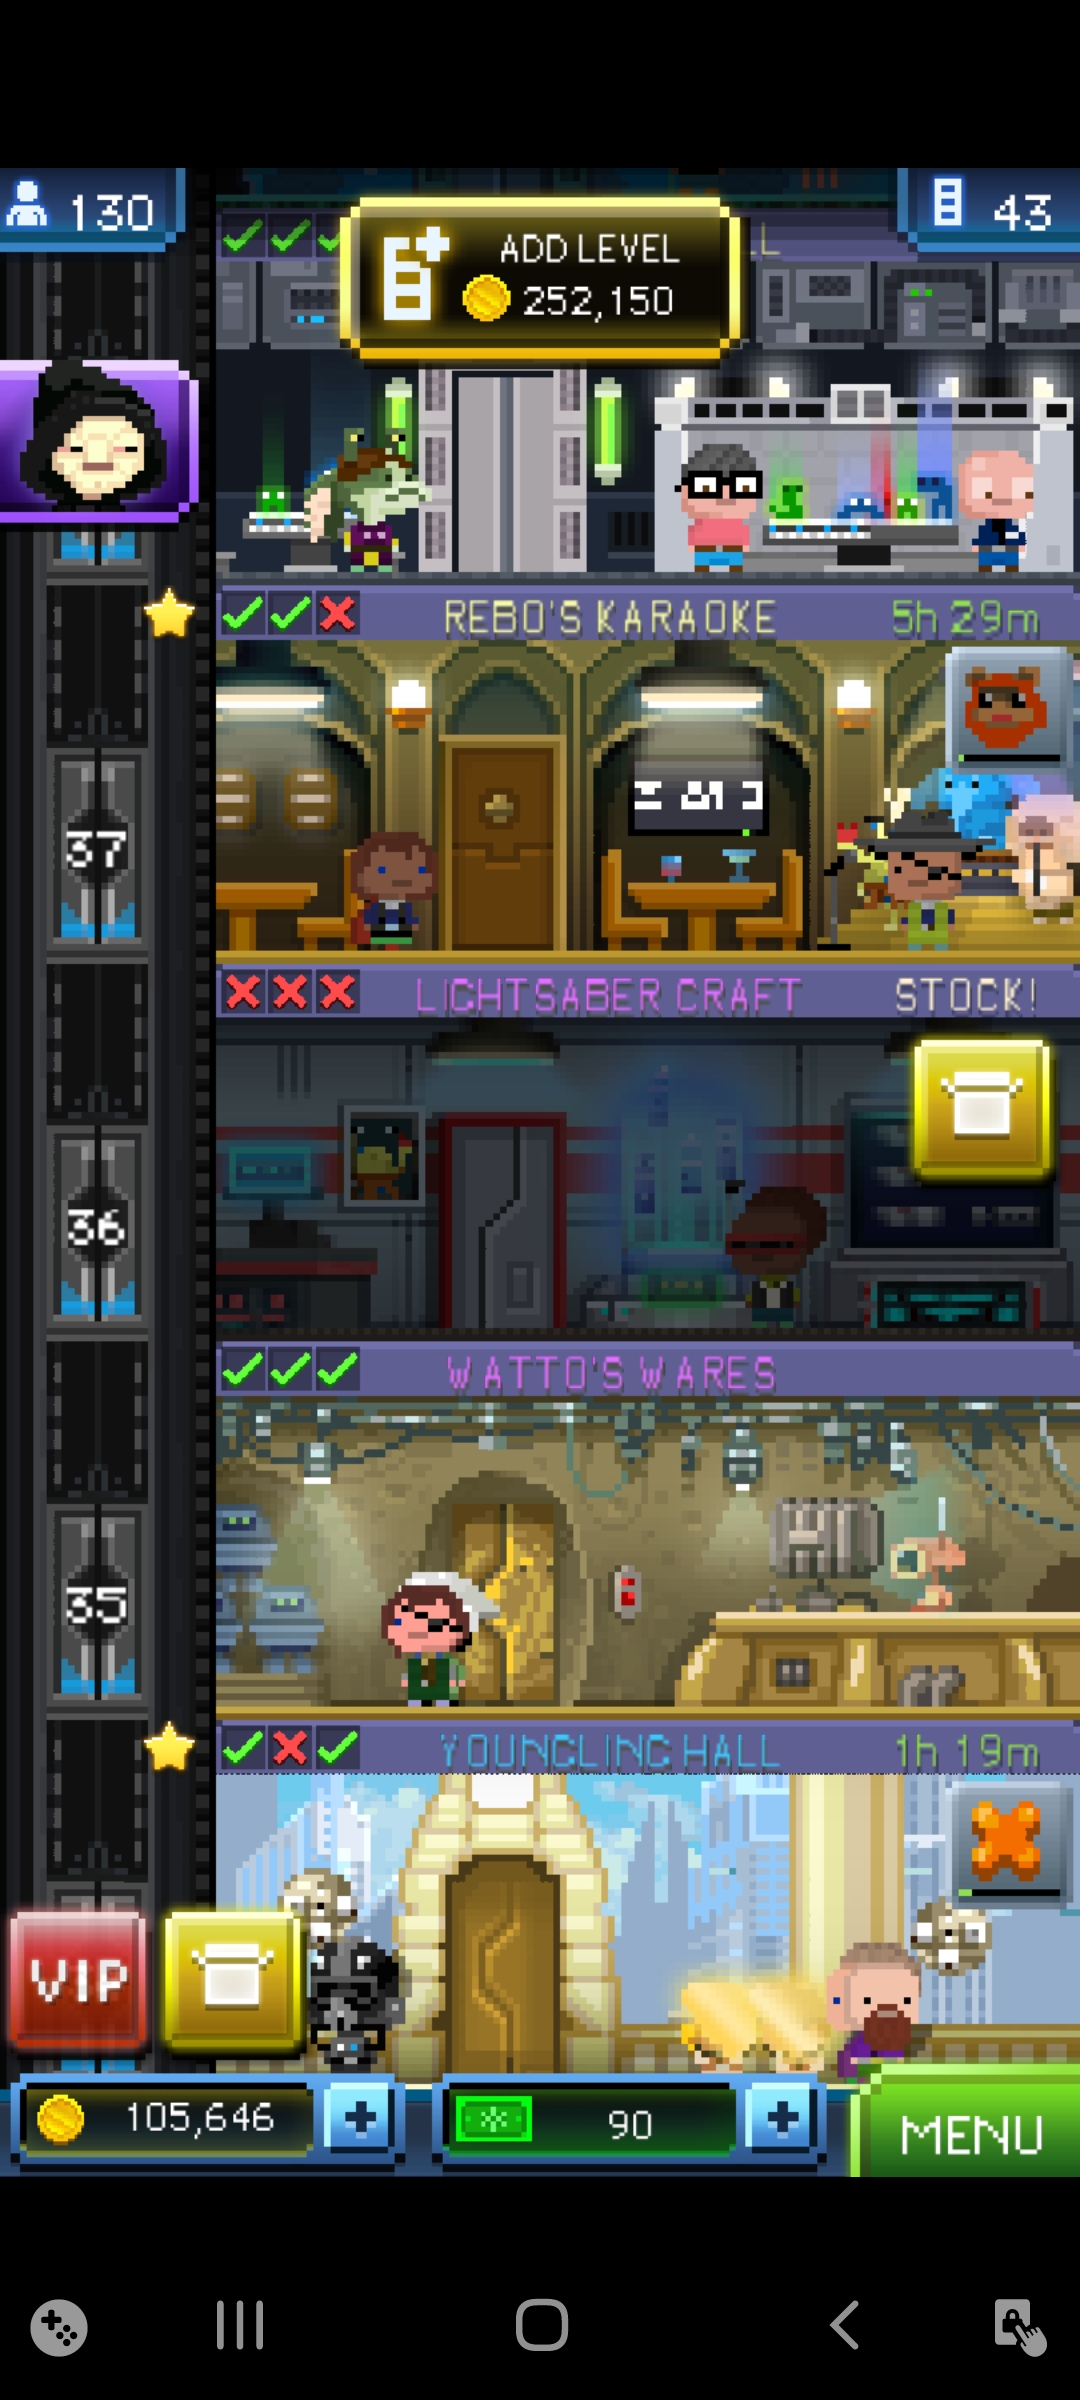 130
ADD LEVEL
252,150
43
REBO'S KARAOKE 5h 29m
37
LIGHTSABER CRAFT STOCK!
36
WATTO'S WARES
35
YOUNGLING HALL 1h 19m
VIP
105,646
90
MENU